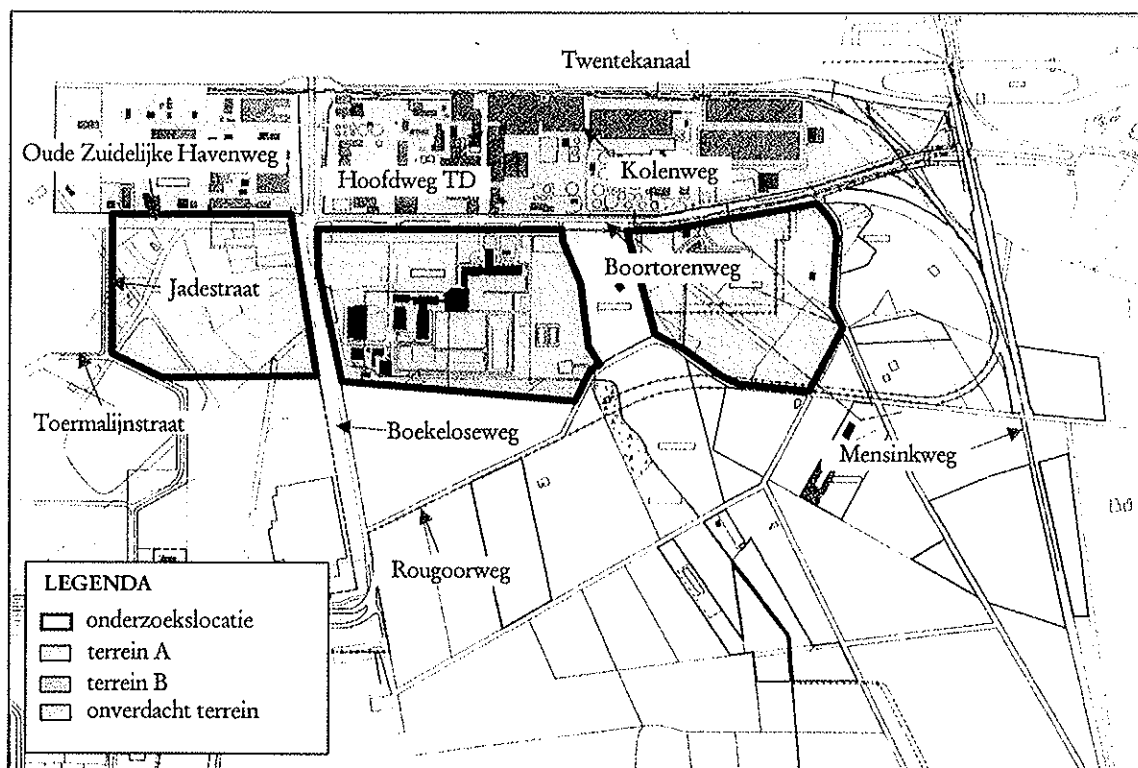 Twentekanaal
Oude Zuidelijke Havenweg
Hoofdweg TD
Kolenweg
Boortorenweg
Jadestraat
Toermalijnstraat
Boekeloseweg
Mensinkweg
Rougoorweg
LEGENDA
onderzoekslocatie
terrein A
terrein B
onverdacht terrein